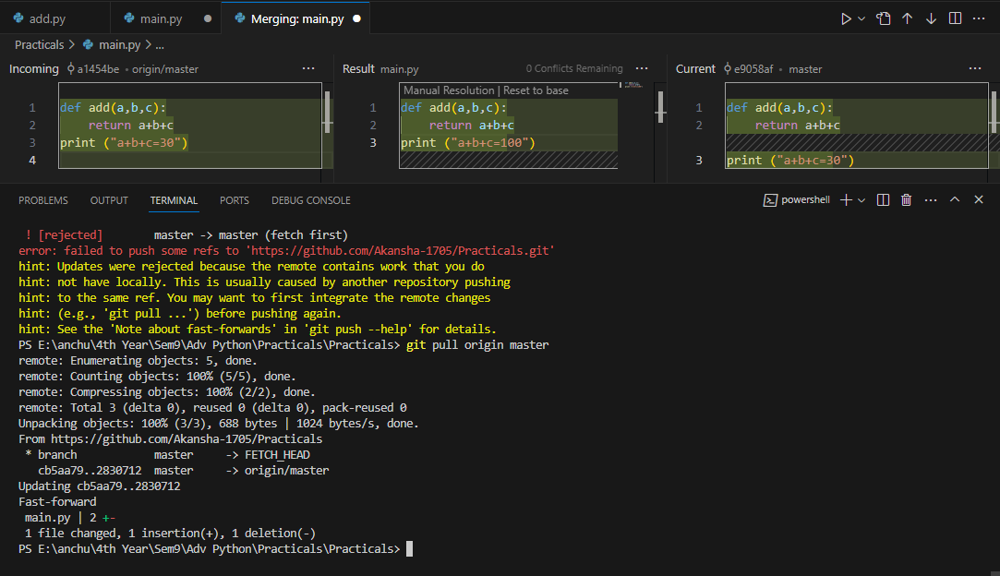 add.py
main.py
Merging: main.py
Practicals > main.py > ...
Incoming a1454be • origin/master ...
Result main.py 0 Conflicts Remaining ...
Current e9058af • master ...
1 def add(a,b,c):
2 return a+b+c
3 print ("a+b+c=30")
4
Manual Resolution | Reset to base
1 def add(a,b,c):
2 return a+b+c
3 print ("a+b+c=100")
1 def add(a,b,c):
2 return a+b+c
3 print ("a+b+c=30")
PROBLEMS OUTPUT TERMINAL PORTS DEBUG CONSOLE
powershell
! [rejected] master -> master (fetch first)
error: failed to push some refs to 'https://github.com/Akansha-1705/Practicals.git'
hint: Updates were rejected because the remote contains work that you do
hint: not have locally. This is usually caused by another repository pushing
hint: to the same ref. You may want to first integrate the remote changes
hint: (e.g., 'git pull ...') before pushing again.
hint: See the 'Note about fast-forwards' in 'git push --help' for details.
PS E:\anchu\4th Year\Sem9\Adv Python\Practicals\Practicals> git pull origin master
remote: Enumerating objects: 5, done.
remote: Counting objects: 100% (5/5), done.
remote: Compressing objects: 100% (2/2), done.
remote: Total 3 (delta 0), reused 0 (delta 0), pack-reused 0
Unpacking objects: 100% (3/3), 688 bytes | 1024 bytes/s, done.
From https://github.com/Akansha-1705/Practicals
* branch master -> FETCH_HEAD
cb5aa79..2830712 master -> origin/master
Updating cb5aa79..2830712
Fast-forward
main.py | 2 +-
1 file changed, 1 insertion(+), 1 deletion(-)
PS E:\anchu\4th Year\Sem9\Adv Python\Practicals\Practicals>